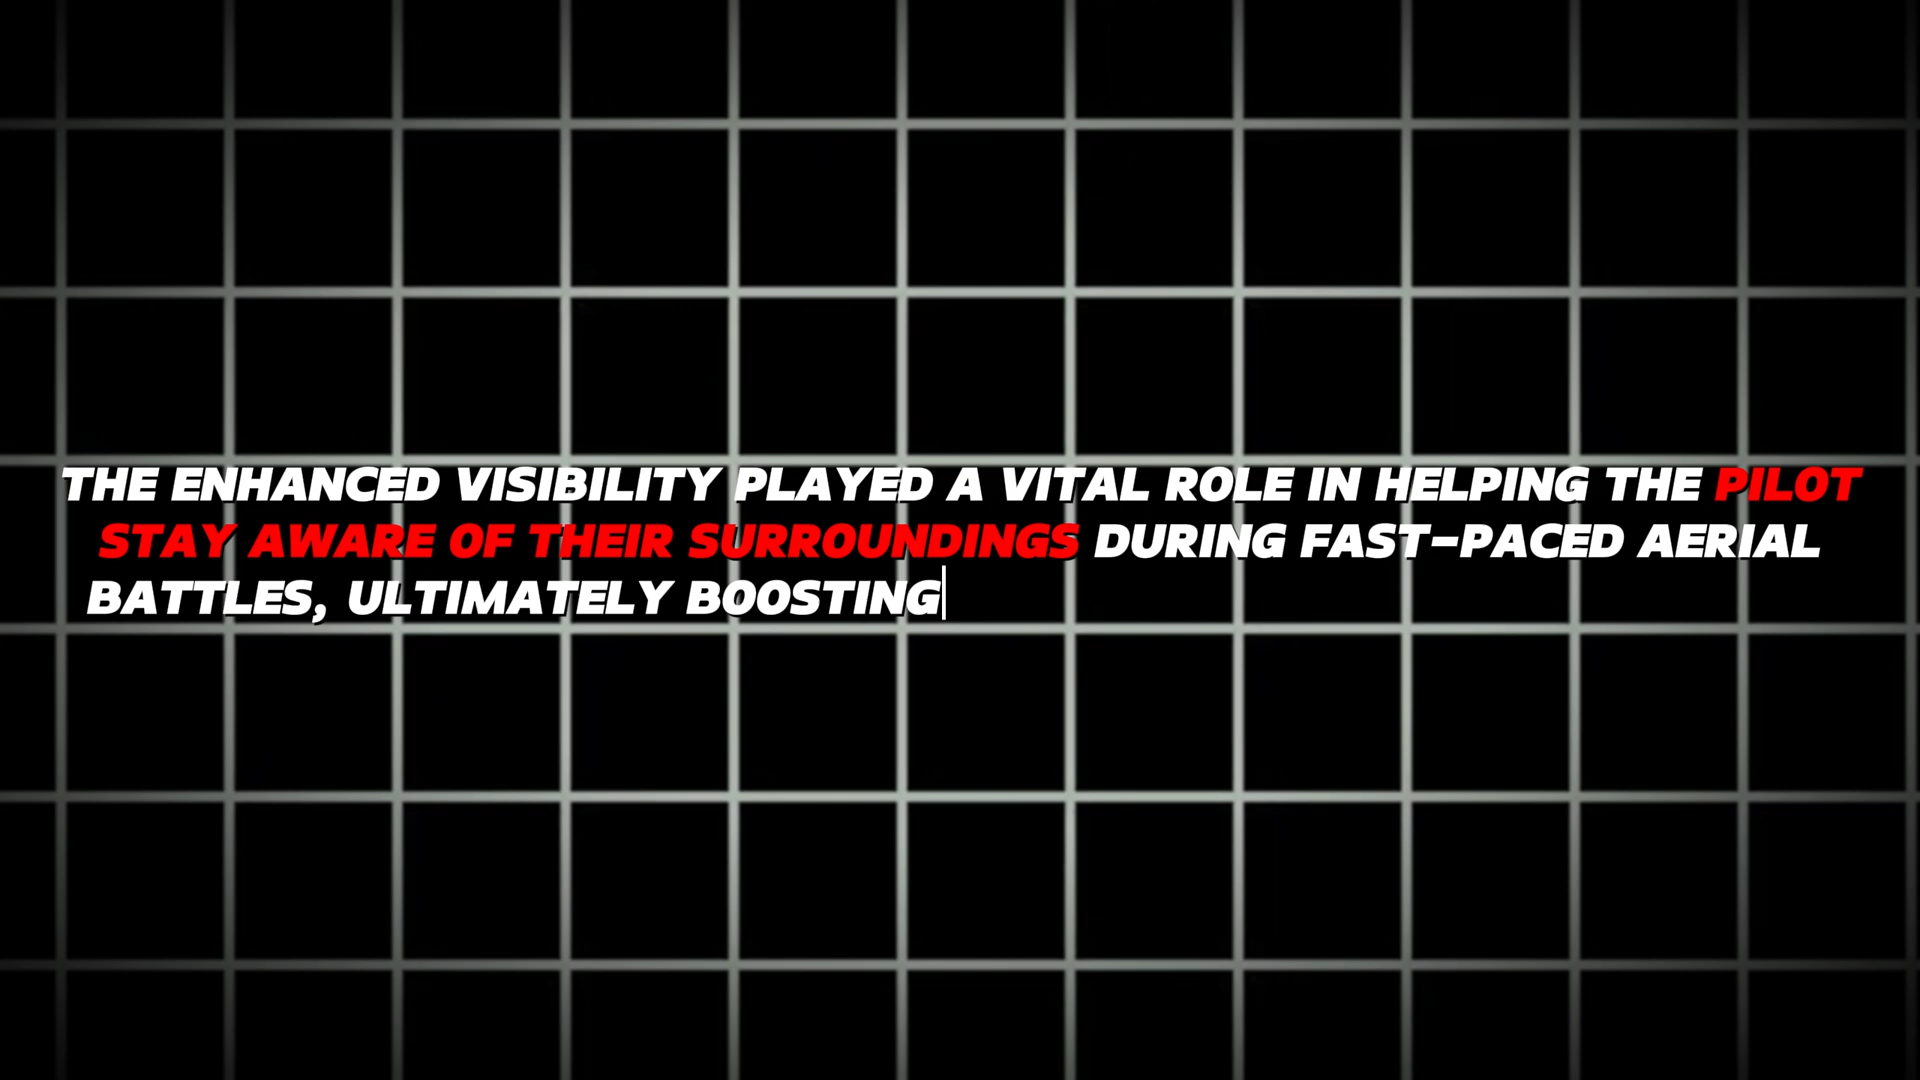 THE ENHANCED VISIBILITY PLAYED A VITAL ROLE IN HELPING THE PILOT
STAY AWARE OF THEIR SURROUNDINGS DURING FAST-PACED AERIAL
BATTLES, ULTIMATELY BOOSTING